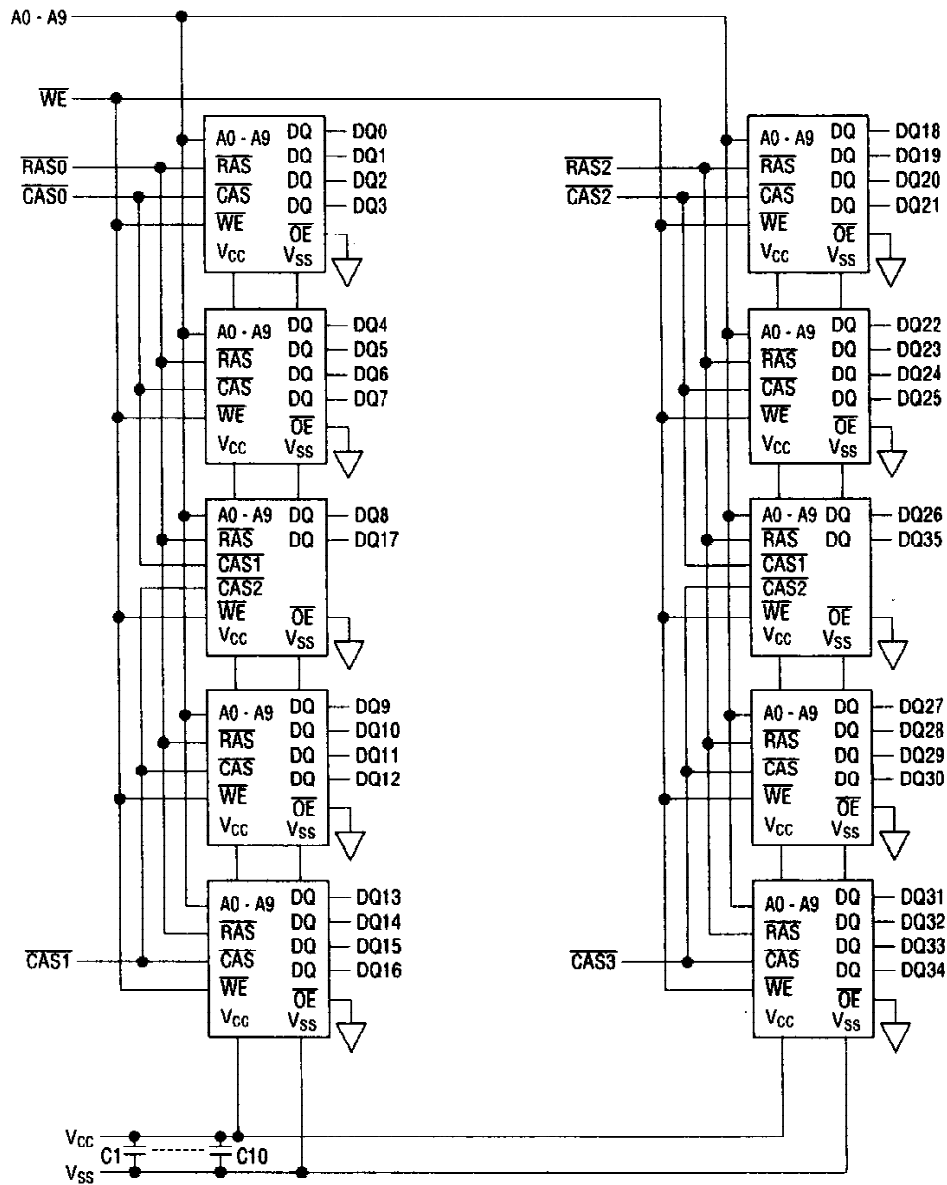 A0 - A9
WE
RAS0
CAS0
A0 - A9 DQ DQ0
RAS DQ DQ1
CAS DQ DQ2
DQ DQ3
WE OE
VCC VSS
A0 - A9 DQ DQ4
RAS DQ DQ5
CAS DQ DQ6
DQ DQ7
WE OE
VCC VSS
A0 - A9 DQ DQ8
RAS DQ DQ17
CAS1
CAS2
WE OE
VCC VSS
A0 - A9 DQ DQ9
RAS DQ DQ10
CAS DQ DQ11
DQ DQ12
WE OE
VCC VSS
CAS1
A0 - A9 DQ DQ13
RAS DQ DQ14
CAS DQ DQ15
DQ DQ16
WE OE
VCC VSS
RAS2
CAS2
A0 - A9 DQ DQ18
RAS DQ DQ19
CAS DQ DQ20
DQ DQ21
WE OE
VCC VSS
A0 - A9 DQ DQ22
RAS DQ DQ23
CAS DQ DQ24
DQ DQ25
WE OE
VCC VSS
A0 - A9 DQ DQ26
RAS DQ DQ35
CAS1
CAS2
WE OE
VCC VSS
A0 - A9 DQ DQ27
RAS DQ DQ28
CAS DQ DQ29
DQ DQ30
WE OE
VCC VSS
CAS3
A0 - A9 DQ DQ31
RAS DQ DQ32
CAS DQ DQ33
DQ DQ34
WE OE
VCC VSS
VCC
C1 C10
VSS